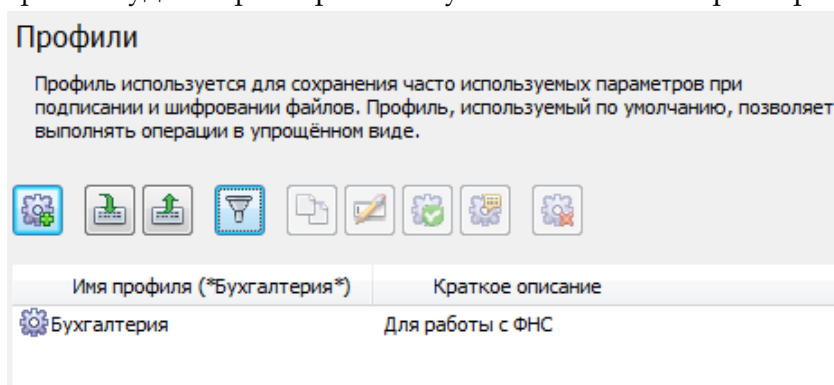 Профили
Профиль используется для сохранения часто используемых параметров при
подписании и шифровании файлов. Профиль, используемый по умолчанию, позволяет
выполнять операции в упрощённом виде.
Имя профиля (*Бухгалтерия*) Краткое описание
Бухгалтерия Для работы с ФНС